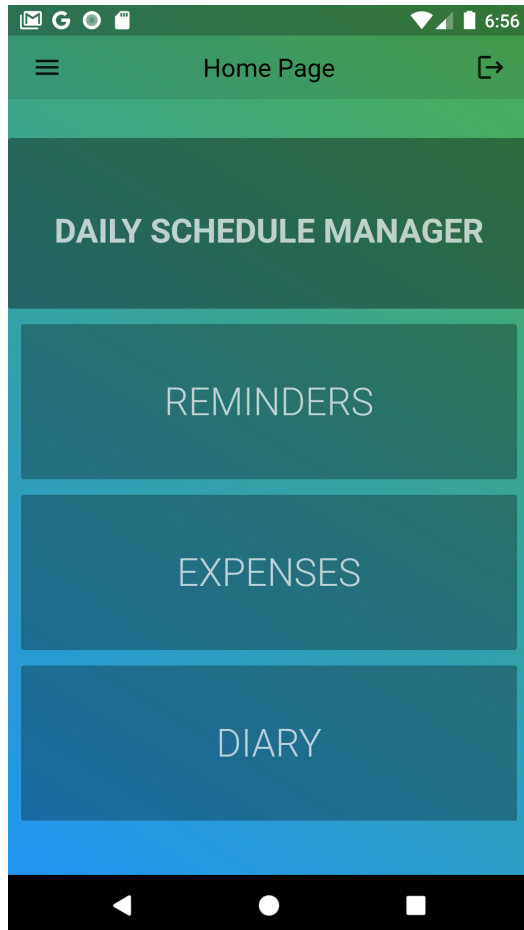 G 6:56
Home Page
DAILY SCHEDULE MANAGER
REMINDERS
EXPENSES
DIARY